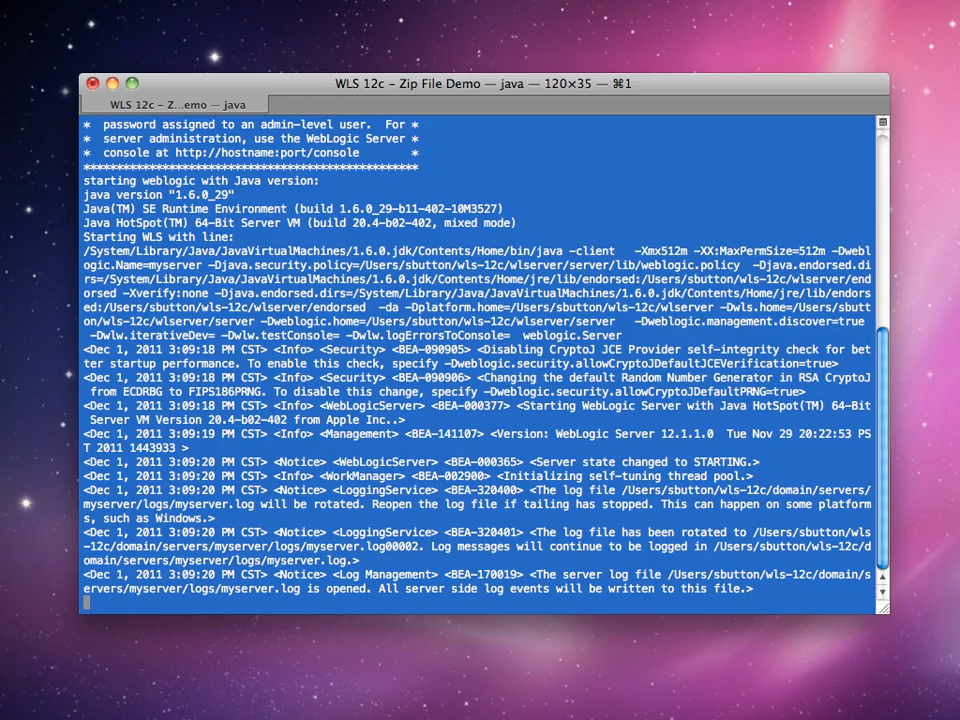 WLS 12c – Zip File Demo — java — 120×35 — ⌘1
WLS 12c – Z...emo — java
*  password assigned to an admin-level user.  For *
*  server administration, use the WebLogic Server *
*  console at http://hostname:port/console        *
***************************************************
starting weblogic with Java version:
java version "1.6.0_29"
Java(TM) SE Runtime Environment (build 1.6.0_29-b11-402-10M3527)
Java HotSpot(TM) 64-Bit Server VM (build 20.4-b02-402, mixed mode)
Starting WLS with line:
/System/Library/Java/JavaVirtualMachines/1.6.0.jdk/Contents/Home/bin/java -client   -Xmx512m -XX:MaxPermSize=512m -Dwebl
ogic.Name=myserver -Djava.security.policy=/Users/sbutton/wls-12c/wlserver/server/lib/weblogic.policy  -Djava.endorsed.di
rs=/System/Library/Java/JavaVirtualMachines/1.6.0.jdk/Contents/Home/jre/lib/endorsed:/Users/sbutton/wls-12c/wlserver/end
orsed -Xverify:none -Djava.endorsed.dirs=/System/Library/Java/JavaVirtualMachines/1.6.0.jdk/Contents/Home/jre/lib/endors
ed:/Users/sbutton/wls-12c/wlserver/endorsed  -da -Dplatform.home=/Users/sbutton/wls-12c/wlserver -Dwls.home=/Users/sbutt
on/wls-12c/wlserver/server -Dweblogic.home=/Users/sbutton/wls-12c/wlserver/server   -Dweblogic.management.discover=true
-Dwlw.iterativeDev= -Dwlw.testConsole= -Dwlw.logErrorsToConsole=  weblogic.Server
<Dec 1, 2011 3:09:18 PM CST> <Info> <Security> <BEA-090905> <Disabling CryptoJ JCE Provider self-integrity check for bet
ter startup performance. To enable this check, specify -Dweblogic.security.allowCryptoJDefaultJCEVerification=true>
<Dec 1, 2011 3:09:18 PM CST> <Info> <Security> <BEA-090906> <Changing the default Random Number Generator in RSA CryptoJ
from ECDRBG to FIPS186PRNG. To disable this change, specify -Dweblogic.security.allowCryptoJDefaultPRNG=true>
<Dec 1, 2011 3:09:18 PM CST> <Info> <WebLogicServer> <BEA-000377> <Starting WebLogic Server with Java HotSpot(TM) 64-Bit
Server VM Version 20.4-b02-402 from Apple Inc..>
<Dec 1, 2011 3:09:19 PM CST> <Info> <Management> <BEA-141107> <Version: WebLogic Server 12.1.1.0  Tue Nov 29 20:22:53 PS
T 2011 1443933 >
<Dec 1, 2011 3:09:20 PM CST> <Notice> <WebLogicServer> <BEA-000365> <Server state changed to STARTING.>
<Dec 1, 2011 3:09:20 PM CST> <Info> <WorkManager> <BEA-002900> <Initializing self-tuning thread pool.>
<Dec 1, 2011 3:09:20 PM CST> <Notice> <LoggingService> <BEA-320400> <The log file /Users/sbutton/wls-12c/domain/servers/
myserver/logs/myserver.log will be rotated. Reopen the log file if tailing has stopped. This can happen on some platform
s, such as Windows.>
<Dec 1, 2011 3:09:20 PM CST> <Notice> <LoggingService> <BEA-320401> <The log file has been rotated to /Users/sbutton/wls
-12c/domain/servers/myserver/logs/myserver.log00002. Log messages will continue to be logged in /Users/sbutton/wls-12c/d
omain/servers/myserver/logs/myserver.log.>
<Dec 1, 2011 3:09:20 PM CST> <Notice> <Log Management> <BEA-170019> <The server log file /Users/sbutton/wls-12c/domain/s
ervers/myserver/logs/myserver.log is opened. All server side log events will be written to this file.>